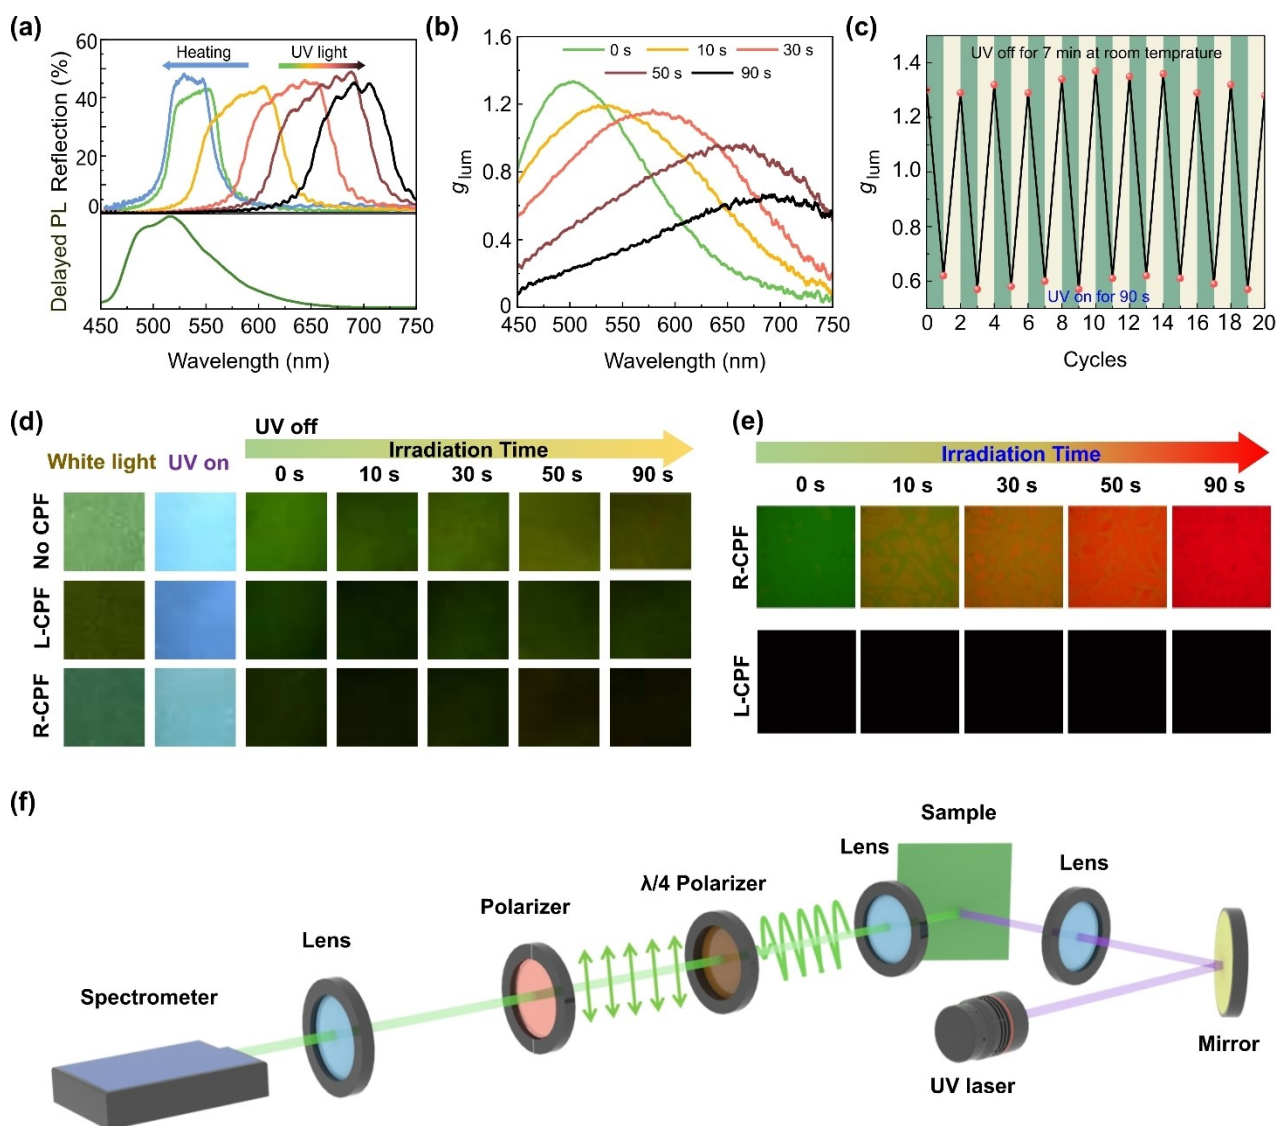 (a)
Heating
UV light
Reflection (%)
Delayed PL
60
40
20
0
450 500 550 600 650 700 750
Wavelength (nm)
(b)
0 s 10 s 30 s
50 s 90 s
glum
1.6
1.2
0.8
0.4
0
450 500 550 600 650 700 750
Wavelength (nm)
(c)
UV off for 7 min at room temprature
glum
1.4
1.2
1.0
0.8
0.6
UV on for 90 s
0 2 4 6 8 10 12 14 16 18 20
Cycles
(d)
UV off
Irradiation Time
White light UV on 0 s 10 s 30 s 50 s 90 s
No CPF
L-CPF
R-CPF
(e)
Irradiation Time
0 s 10 s 30 s 50 s 90 s
R-CPF
L-CPF
(f)
Sample
Lens
Lens
λ/4 Polarizer
Polarizer
Lens
Spectrometer
UV laser
Mirror